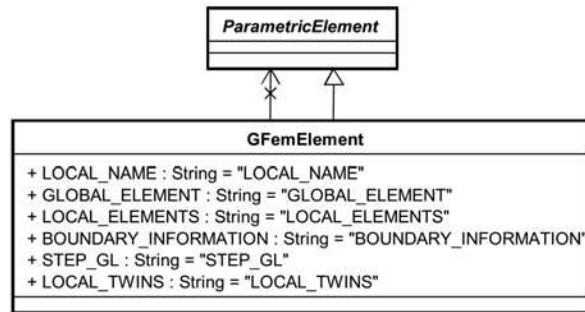 ParametricElement
GFemElement
+ LOCAL_NAME : String = "LOCAL_NAME"
+ GLOBAL_ELEMENT : String = "GLOBAL_ELEMENT"
+ LOCAL_ELEMENTS : String = "LOCAL_ELEMENTS"
+ BOUNDARY_INFORMATION : String = "BOUNDARY_INFORMATION"
+ STEP_GL : String = "STEP_GL"
+ LOCAL_TWINS : String = "LOCAL_TWINS"